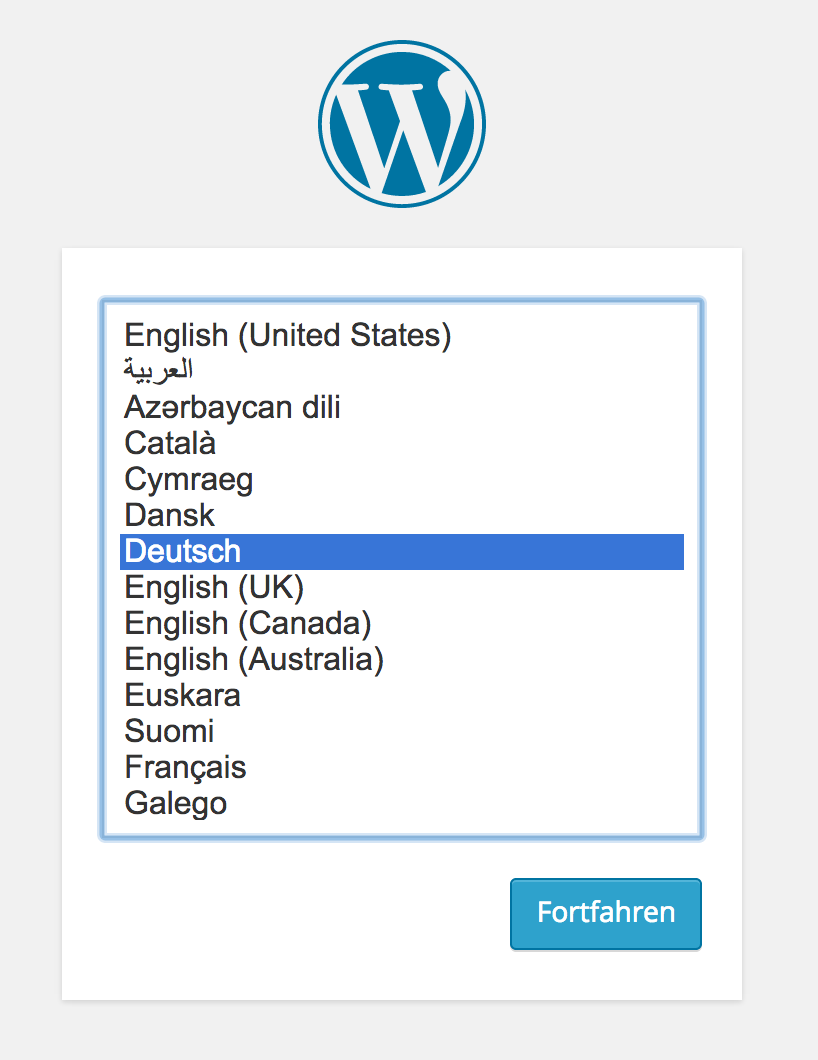 English (United States)
العربية
Azərbaycan dili
Català
Cymraeg
Dansk
Deutsch
English (UK)
English (Canada)
English (Australia)
Euskara
Suomi
Français
Galego
Fortfahren